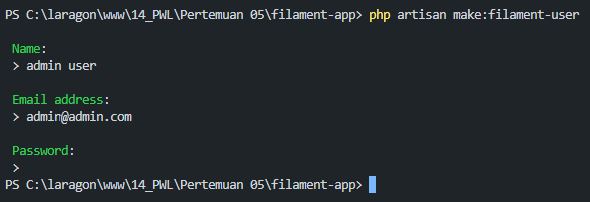 PS C:\laragon\www\14_PWL\Pertemuan 05\filament-app> php artisan make:filament-user
Name:
> admin user
Email address:
> admin@admin.com
Password:
>
PS C:\laragon\www\14_PWL\Pertemuan 05\filament-app>